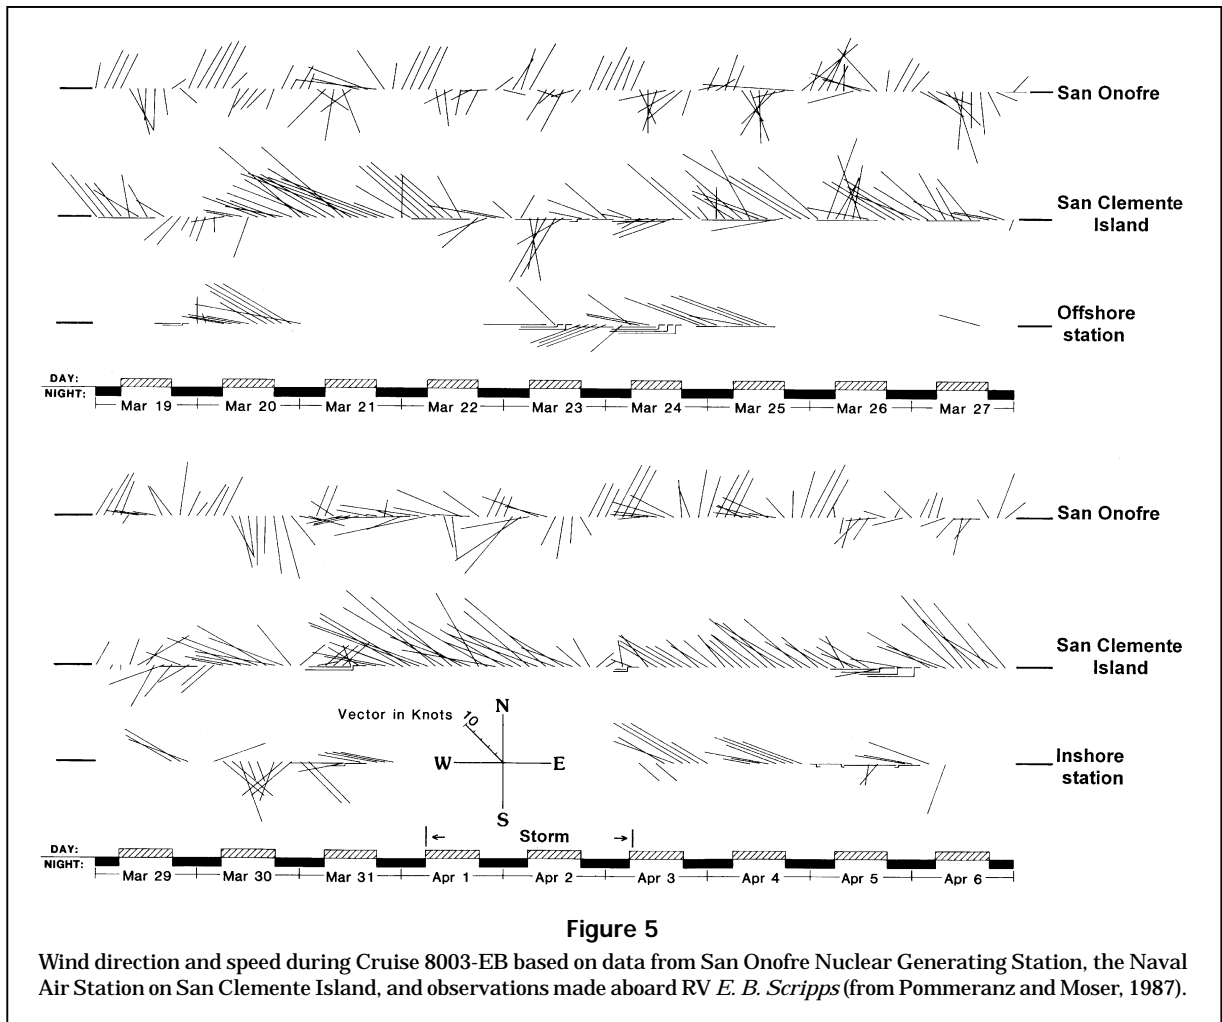 San Onofre
San Clemente
Island
Offshore
station
DAY:
NIGHT:
Mar 19 Mar 20 Mar 21 Mar 22 Mar 23 Mar 24 Mar 25 Mar 26 Mar 27
San Onofre
San Clemente
Island
Vector in Knots 10
N
W E
S
Inshore
station
Storm
DAY:
NIGHT:
Mar 29 Mar 30 Mar 31 Apr 1 Apr 2 Apr 3 Apr 4 Apr 5 Apr 6
Figure 5
Wind direction and speed during Cruise 8003-EB based on data from San Onofre Nuclear Generating Station, the Naval
Air Station on San Clemente Island, and observations made aboard RV E. B. Scripps (from Pommeranz and Moser, 1987).